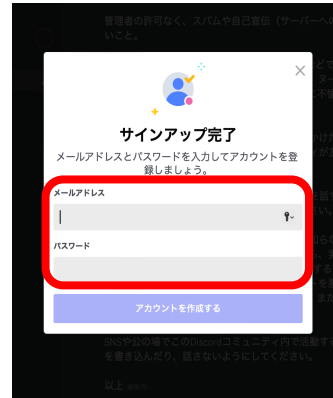 管理者の許可なく、スパムや自己宣伝（サーバーへの
いこと。
サインアップ完了
メールアドレスとパスワードを入力してアカウントを登
録しましょう。
メールアドレス
パスワード
アカウントを作成する
SNSや公の場でこのDiscordコミュニティ内で活動する
を書き込んだり、話さないようにしてください。
以上